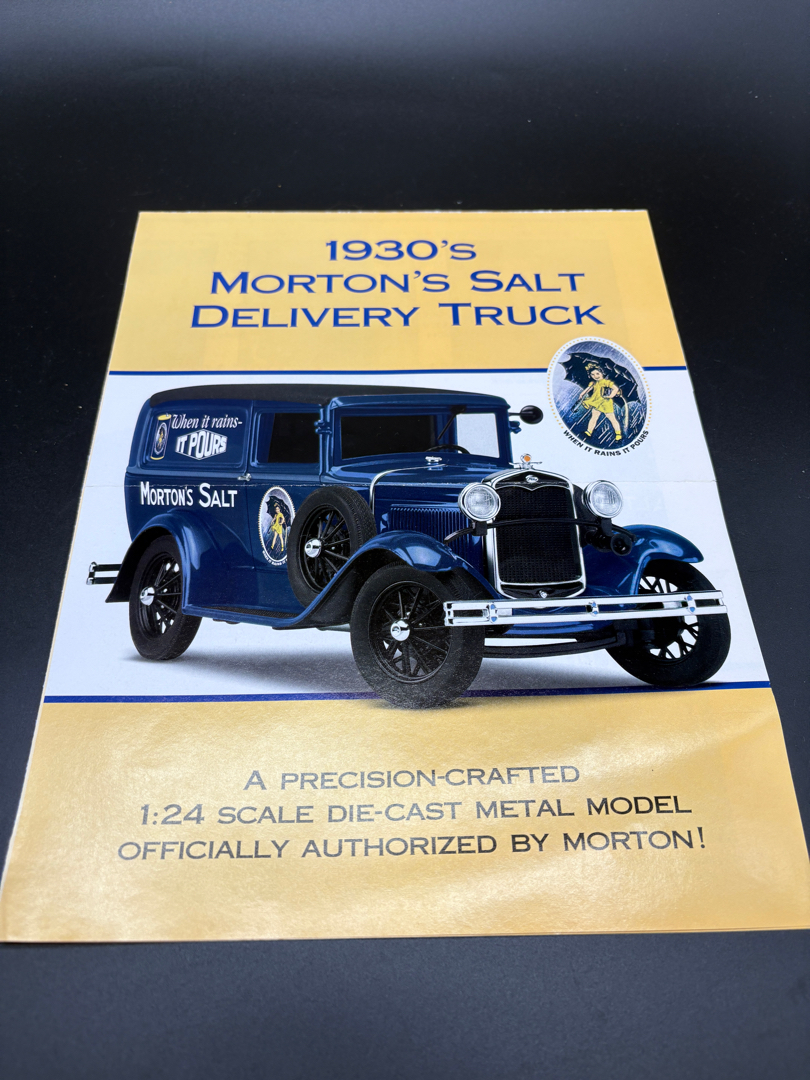 1930's
Morton's Salt
Delivery Truck
WHEN IT RAINS IT POURS
When it rains-
IT POURS
Morton's Salt
A PRECISION-CRAFTED
1:24 SCALE DIE-CAST METAL MODEL
OFFICIALLY AUTHORIZED BY MORTON!